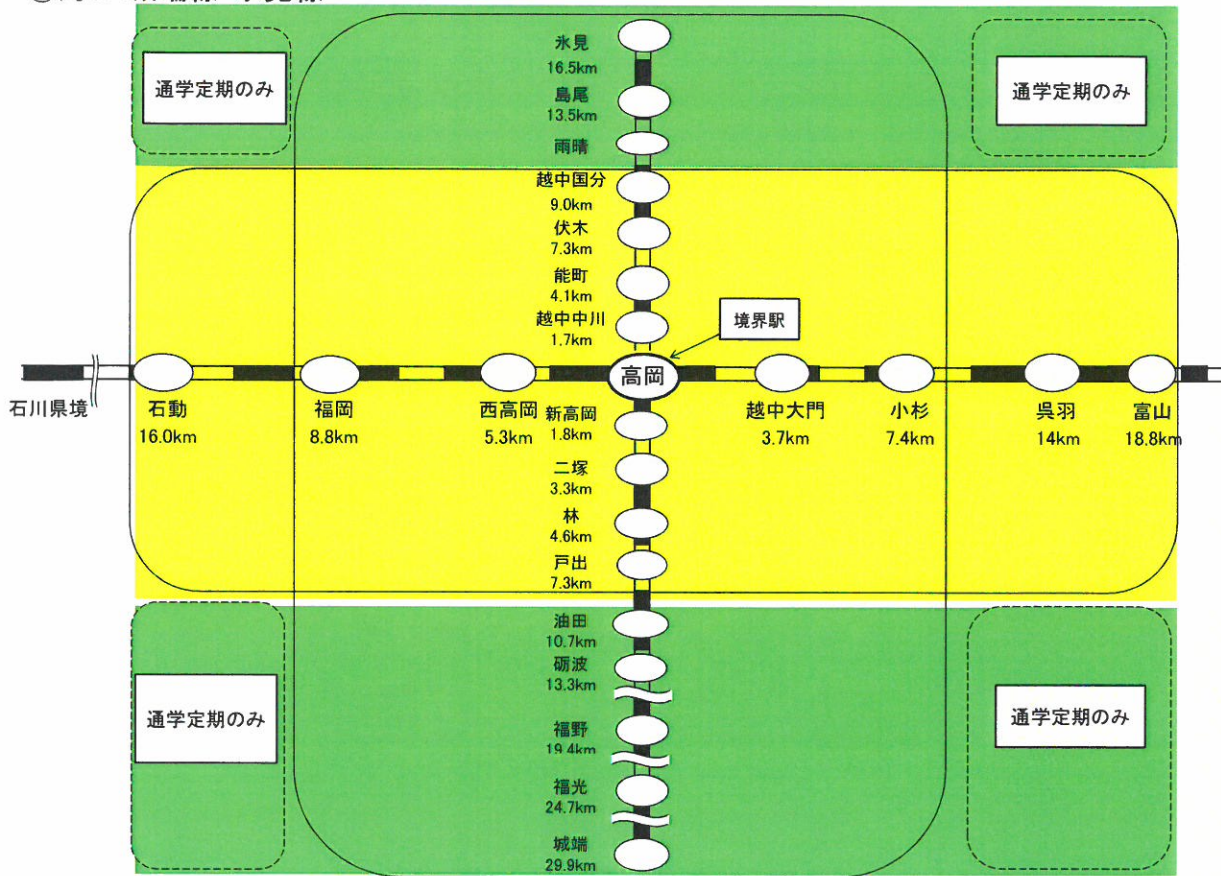 氷見
16.5km
通学定期のみ
通学定期のみ
島尾
13.5km
雨晴
越中国分
9.0km
伏木
7.3km
能町
4.1km
越中中川
1.7km
境界駅
高岡
石川県境
石動
16.0km
福岡
8.8km
西高岡
5.3km
新高岡
1.8km
越中大門
3.7km
小杉
7.4km
呉羽
14km
富山
18.8km
二塚
3.3km
林
4.6km
戸出
7.3km
油田
10.7km
砺波
13.3km
通学定期のみ
通学定期のみ
福野
19.4km
福光
24.7km
城端
29.9km